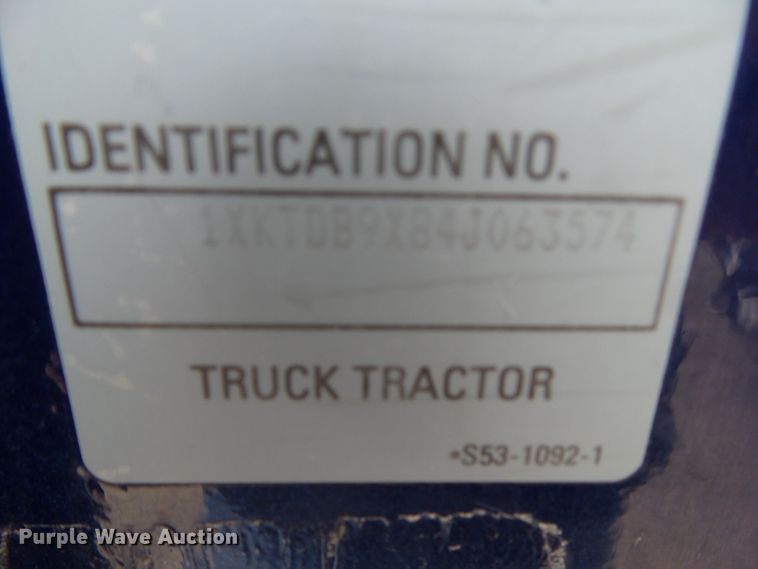 IDENTIFICATION NO.
1XKTDB9X84J063574
TRUCK TRACTOR
*S53-1092-1
Purple Wave Auction